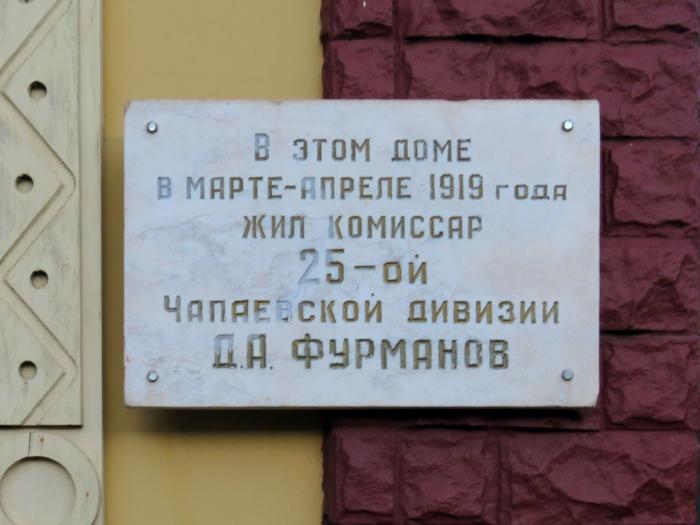 В ЭТОМ ДОМЕ
В МАРТЕ-АПРЕЛЕ 1919 года
ЖИЛ КОМИССАР
25-ой
ЧАПАЕВСКОЙ ДИВИЗИИ
Д.А. ФУРМАНОВ